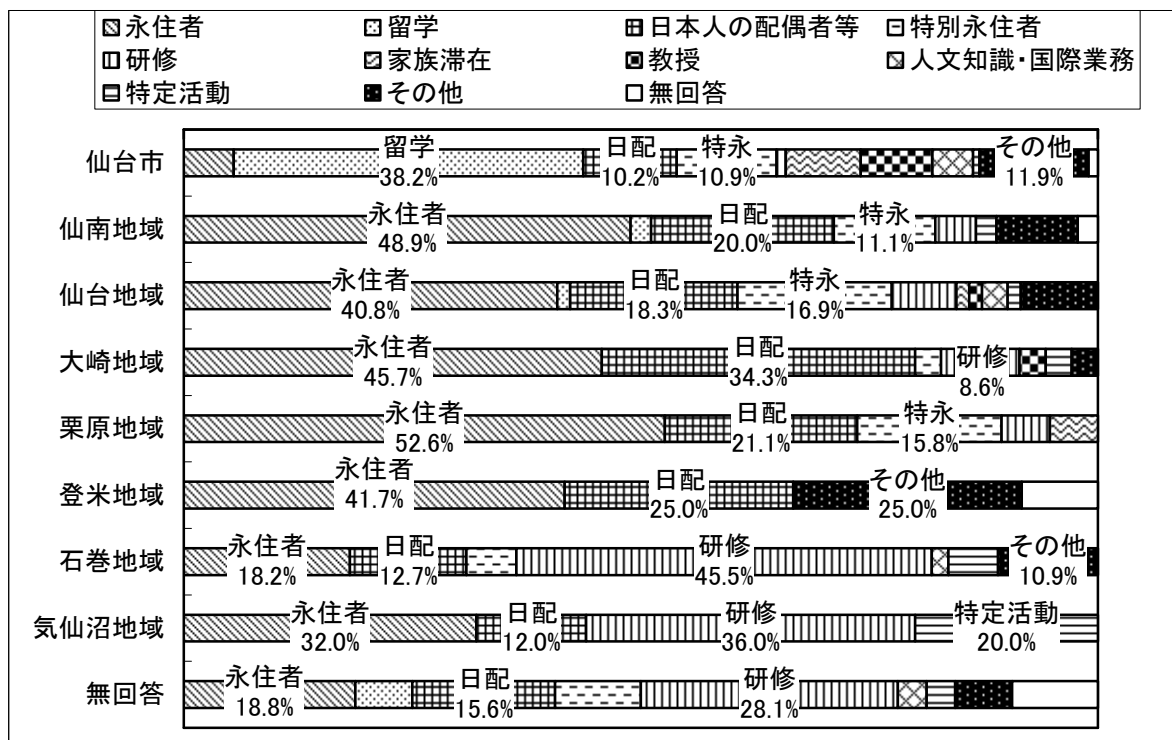 永住者 留学 日本人の配偶者等 特別永住者
研修 家族滞在 教授 人文知識・国際業務
特定活動 その他 無回答
仙台市 留学 38.2% 日配 10.2% 特永 10.9% その他 11.9%
仙南地域 永住者 48.9% 日配 20.0% 特永 11.1%
仙台地域 永住者 40.8% 日配 18.3% 特永 16.9%
大崎地域 永住者 45.7% 日配 34.3% 研修 8.6%
栗原地域 永住者 52.6% 日配 21.1% 特永 15.8%
登米地域 永住者 41.7% 日配 25.0% その他 25.0%
石巻地域 永住者 18.2% 日配 12.7% 研修 45.5% その他 10.9%
気仙沼地域 永住者 32.0% 日配 12.0% 研修 36.0% 特定活動 20.0%
無回答 永住者 18.8% 日配 15.6% 研修 28.1%